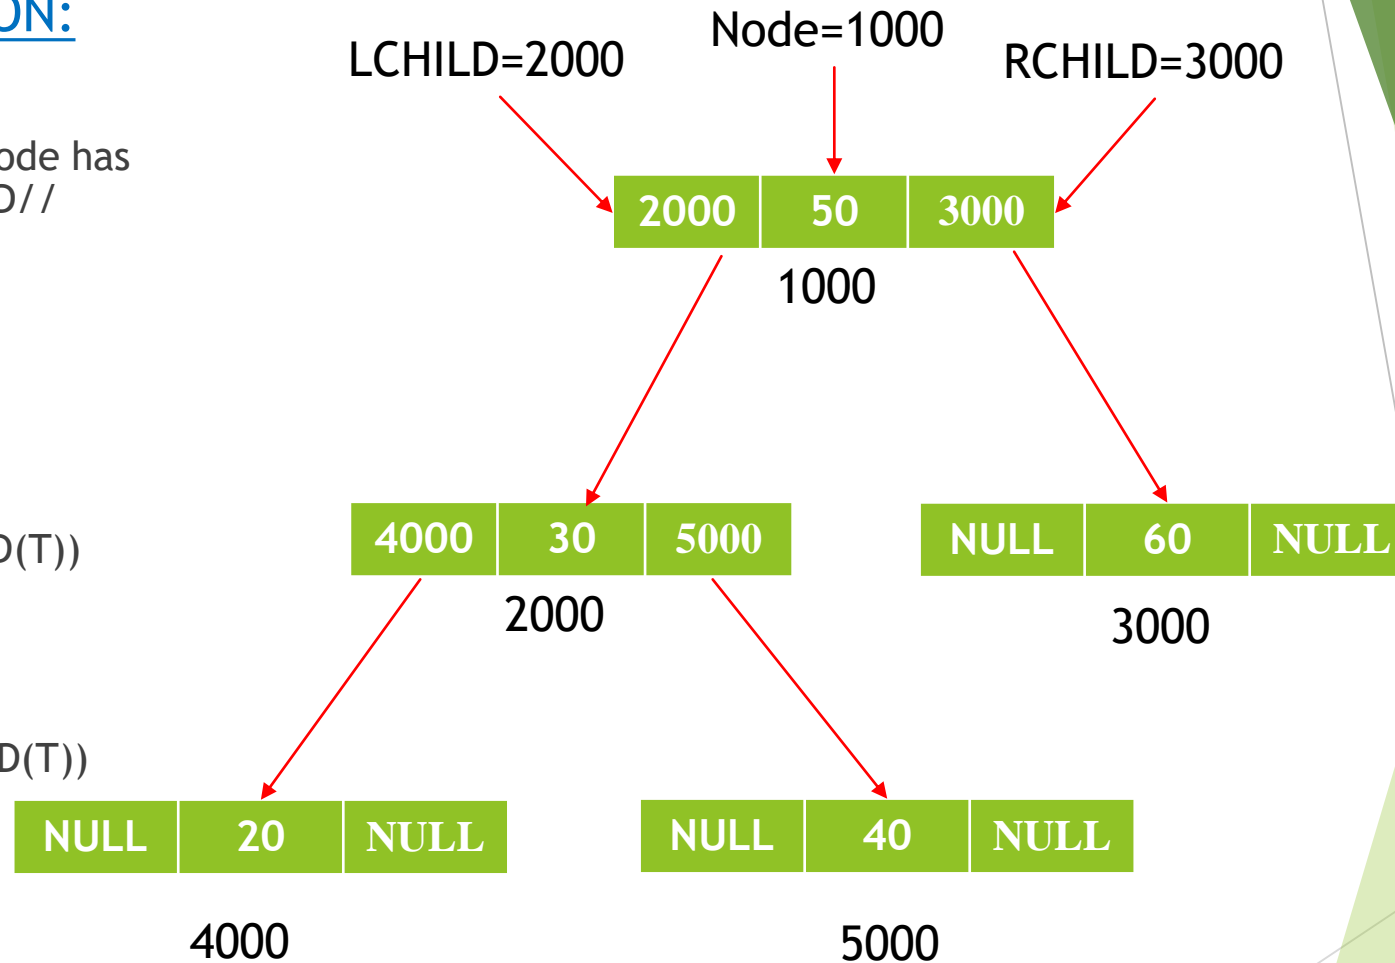 ON:
LCHILD=2000
Node=1000
RCHILD=3000
ode has
D//
2000 50 3000
1000
D(T))
4000 30 5000
NULL 60 NULL
2000
3000
D(T))
NULL 20 NULL
NULL 40 NULL
4000
5000